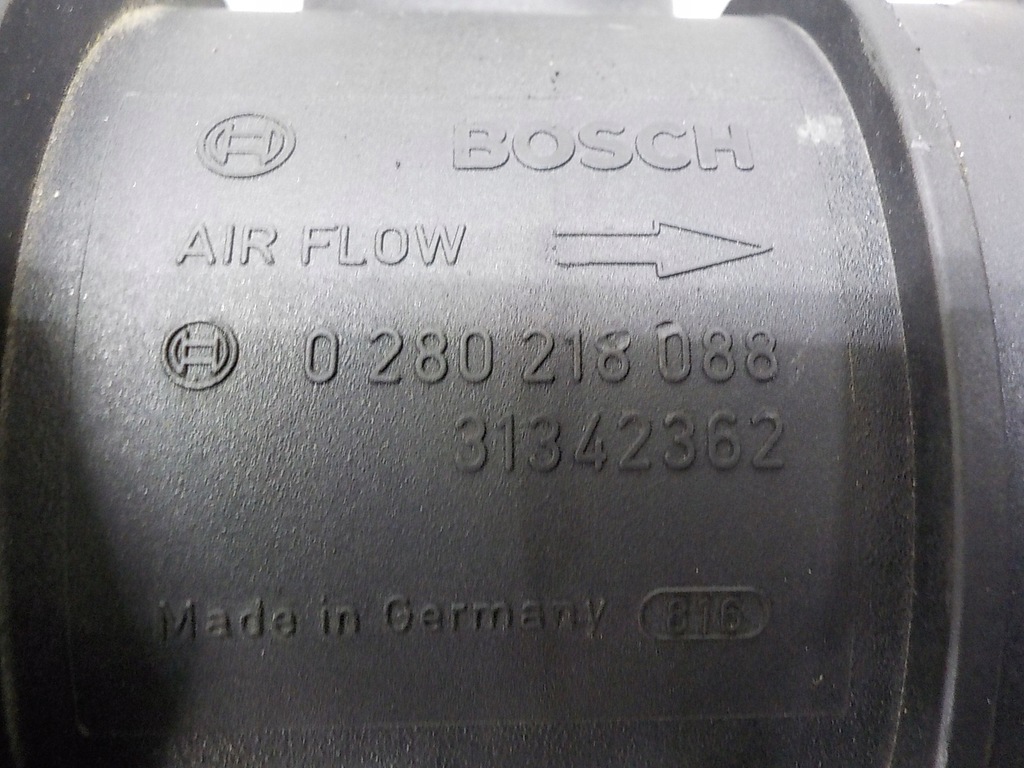 BOSCH
AIR FLOW
0 280 218 088
31342362
Made in Germany 816